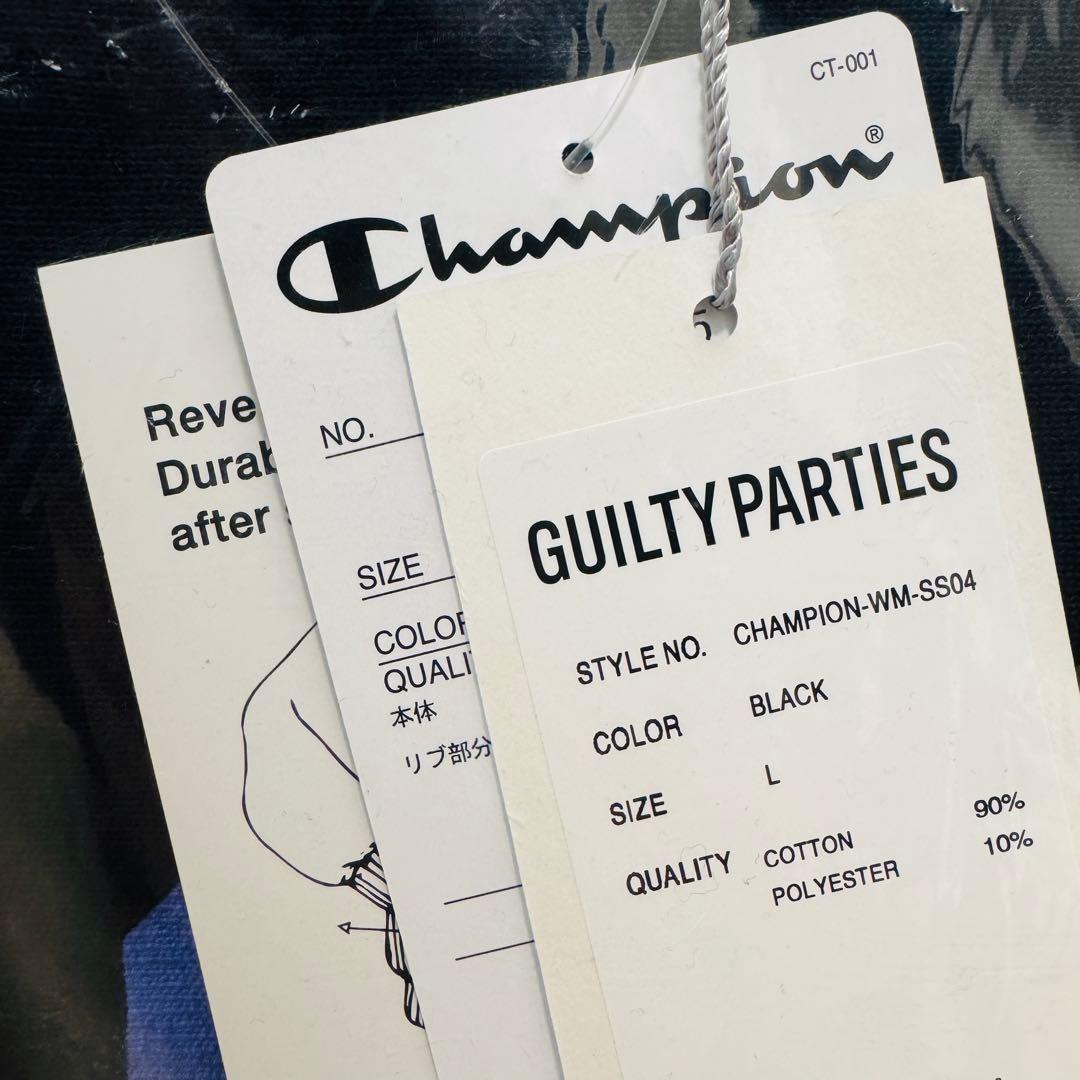 CT-001
Champion®
Reve
Durab
after
NO.
SIZE
COLOR
QUALI
本体
リブ部分
GUILTY PARTIES
STYLE NO. CHAMPION-WM-SS04
COLOR BLACK
SIZE L
QUALITY COTTON 90%
POLYESTER 10%